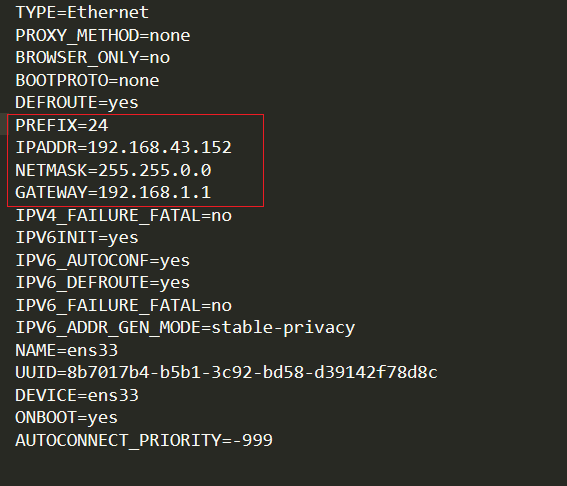 TYPE=Ethernet
PROXY_METHOD=none
BROWSER_ONLY=no
BOOTPROTO=none
DEFROUTE=yes
PREFIX=24
IPADDR=192.168.43.152
NETMASK=255.255.0.0
GATEWAY=192.168.1.1
IPV4_FAILURE_FATAL=no
IPV6INIT=yes
IPV6_AUTOCONF=yes
IPV6_DEFROUTE=yes
IPV6_FAILURE_FATAL=no
IPV6_ADDR_GEN_MODE=stable-privacy
NAME=ens33
UUID=8b7017b4-b5b1-3c92-bd58-d39142f78d8c
DEVICE=ens33
ONBOOT=yes
AUTOCONNECT_PRIORITY=-999